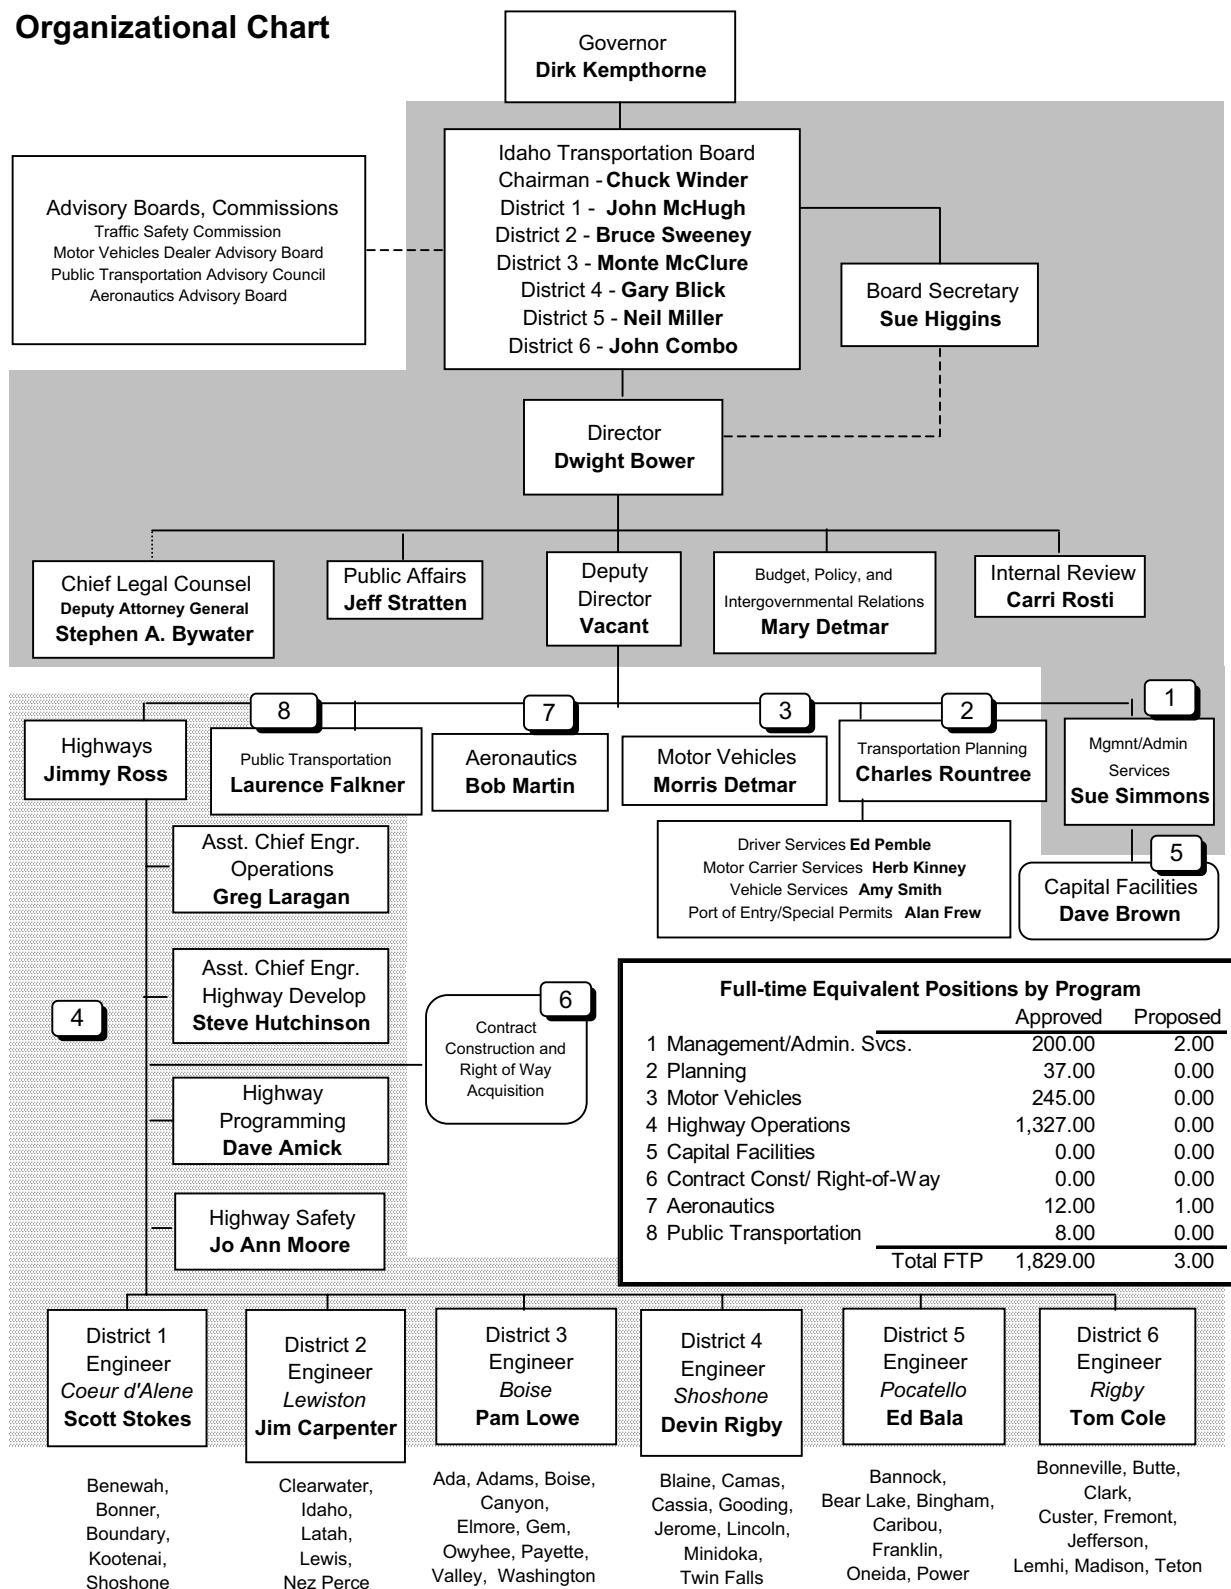 Organizational Chart
Governor
Dirk Kempthorne
Idaho Transportation Board
Chairman - Chuck Winder
District 1 - John McHugh
District 2 - Bruce Sweeney
District 3 - Monte McClure
District 4 - Gary Blick
District 5 - Neil Miller
District 6 - John Combo
Advisory Boards, Commissions
Traffic Safety Commission
Motor Vehicles Dealer Advisory Board
Public Transportation Advisory Council
Aeronautics Advisory Board
Board Secretary
Sue Higgins
Director
Dwight Bower
Chief Legal Counsel
Deputy Attorney General
Stephen A. Bywater
Public Affairs
Jeff Stratten
Deputy
Director
Vacant
Budget, Policy, and
Intergovernmental Relations
Mary Detmar
Internal Review
Carri Rosti
Highways
Jimmy Ross
8
Public Transportation
Laurence Falkner
7
Aeronautics
Bob Martin
3
Motor Vehicles
Morris Detmar
2
Transportation Planning
Charles Rountree
1
Mgmnt/Admin
Services
Sue Simmons
Driver Services Ed Pemble
Motor Carrier Services Herb Kinney
Vehicle Services Amy Smith
Port of Entry/Special Permits Alan Frew
5
Capital Facilities
Dave Brown
Asst. Chief Engr.
Operations
Greg Laragan
4
Asst. Chief Engr.
Highway Develop
Steve Hutchinson
6
Contract
Construction and
Right of Way
Acquisition
Highway
Programming
Dave Amick
Highway Safety
Jo Ann Moore
Full-time Equivalent Positions by Program
Approved Proposed
1 Management/Admin. Svcs. 200.00 2.00
2 Planning 37.00 0.00
3 Motor Vehicles 245.00 0.00
4 Highway Operations 1,327.00 0.00
5 Capital Facilities 0.00 0.00
6 Contract Const/ Right-of-Way 0.00 0.00
7 Aeronautics 12.00 1.00
8 Public Transportation 8.00 0.00
Total FTP 1,829.00 3.00
District 1
Engineer
Coeur d'Alene
Scott Stokes
District 2
Engineer
Lewiston
Jim Carpenter
District 3
Engineer
Boise
Pam Lowe
District 4
Engineer
Shoshone
Devin Rigby
District 5
Engineer
Pocatello
Ed Bala
District 6
Engineer
Rigby
Tom Cole
Benewah,
Bonner,
Boundary,
Kootenai,
Shoshone
Clearwater,
Idaho,
Latah,
Lewis,
Nez Perce
Ada, Adams, Boise,
Canyon,
Elmore, Gem,
Owyhee, Payette,
Valley, Washington
Blaine, Camas,
Cassia, Gooding,
Jerome, Lincoln,
Minidoka,
Twin Falls
Bannock,
Bear Lake, Bingham,
Caribou,
Franklin,
Oneida, Power
Bonneville, Butte,
Clark,
Custer, Fremont,
Jefferson,
Lemhi, Madison, Teton